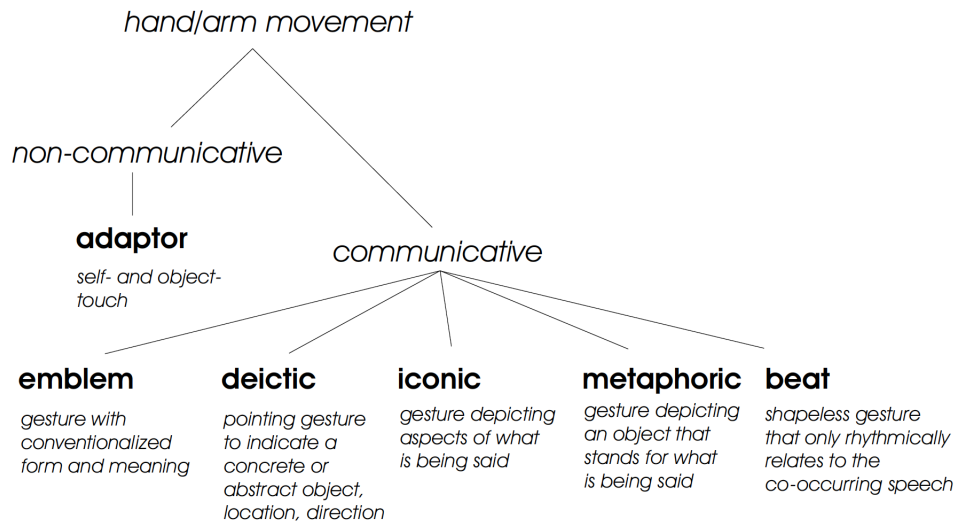 hand/arm movement
non-communicative
adaptor
self- and object-
touch
communicative
emblem
gesture with
conventionalized
form and meaning
deictic
pointing gesture
to indicate a
concrete or
abstract object,
location, direction
iconic
gesture depicting
aspects of what
is being said
metaphoric
gesture depicting
an object that
stands for what
is being said
beat
shapeless gesture
that only rhythmically
relates to the
co-occurring speech